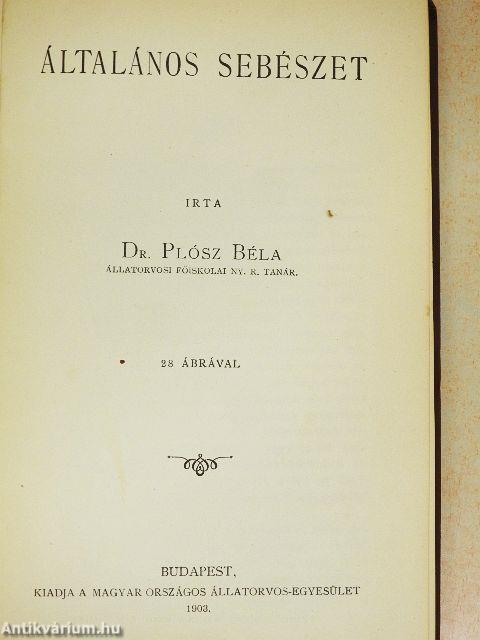 ÁLTALÁNOS SEBÉSZET
IRTA
DR. PLÓSZ BÉLA
ÁLLATORVOSI FŐISKOLAI NY. R. TANÁR.
28 ÁBRÁVAL
BUDAPEST,
KIADJA A MAGYAR ORSZÁGOS ÁLLATORVOS-EGYESÜLET
1903.
Antikvárium.hu